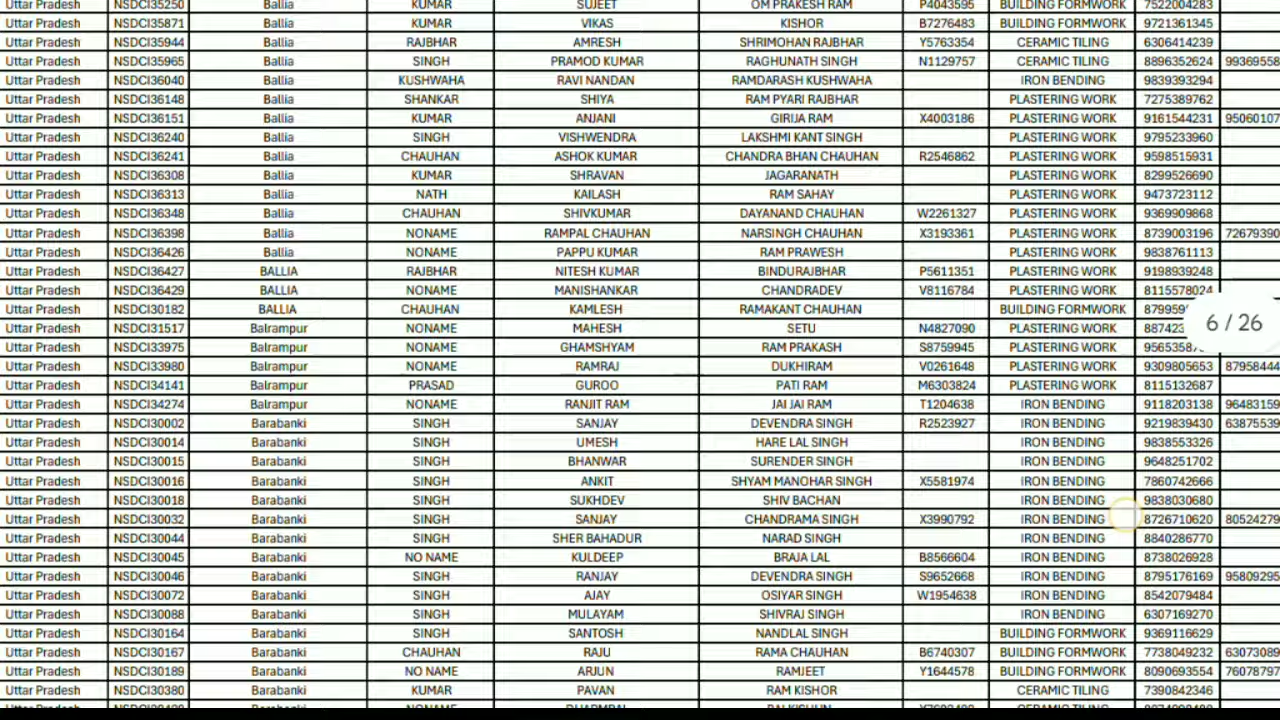 Uttar Pradesh NSDCI35250 Ballia KUMAR SUJEET OM PRAKESH RAM P4043595 BUILDING FORMWORK 7522004283
Uttar Pradesh NSDCI35871 Ballia KUMAR VIKAS KISHOR B7276483 BUILDING FORMWORK 9721361345
Uttar Pradesh NSDCI35944 Ballia RAJBHAR AMRESH SHRIMOHAN RAJBHAR Y5763354 CERAMIC TILING 6306414239
Uttar Pradesh NSDCI35965 Ballia SINGH PRAMOD KUMAR RAGHUNATH SINGH N1129757 CERAMIC TILING 8896352624 99369558
Uttar Pradesh NSDCI36040 Ballia KUSHWAHA RAVI NANDAN RAMDARASH KUSHWAHA IRON BENDING 9839393294
Uttar Pradesh NSDCI36148 Ballia SHANKAR SHIYA RAM PYARI RAJBHAR PLASTERING WORK 7275389762
Uttar Pradesh NSDCI36151 Ballia KUMAR ANJANI GIRIJA RAM X4003186 PLASTERING WORK 9161544231 95060107
Uttar Pradesh NSDCI36240 Ballia SINGH VISHWENDRA LAKSHMI KANT SINGH PLASTERING WORK 9795233960
Uttar Pradesh NSDCI36241 Ballia CHAUHAN ASHOK KUMAR CHANDRA BHAN CHAUHAN R2546862 PLASTERING WORK 9598515931
Uttar Pradesh NSDCI36308 Ballia KUMAR SHRAVAN JAGARANATH PLASTERING WORK 8299526690
Uttar Pradesh NSDCI36313 Ballia NATH KAILASH RAM SAHAY PLASTERING WORK 9473723112
Uttar Pradesh NSDCI36348 Ballia CHAUHAN SHIVKUMAR DAYANAND CHAUHAN W2261327 PLASTERING WORK 9369909868
Uttar Pradesh NSDCI36398 Ballia NONAME RAMPAL CHAUHAN NARSINGH CHAUHAN X3193361 PLASTERING WORK 8739003196 72679390
Uttar Pradesh NSDCI36426 Ballia NONAME PAPPU KUMAR RAM PRAWESH PLASTERING WORK 9838761113
Uttar Pradesh NSDCI36427 BALLIA RAJBHAR NITESH KUMAR BINDURAJBHAR P5611351 PLASTERING WORK 9198939248
Uttar Pradesh NSDCI36429 BALLIA NONAME MANISHANKAR CHANDRADEV V8116784 PLASTERING WORK 8115578024
Uttar Pradesh NSDCI30182 BALLIA CHAUHAN KAMLESH RAMAKANT CHAUHAN BUILDING FORMWORK 879959
Uttar Pradesh NSDCI31517 Balrampur NONAME MAHESH SETU N4827090 PLASTERING WORK 887423
6 / 26
Uttar Pradesh NSDCI33975 Balrampur NONAME GHAMSHYAM RAM PRAKASH S8759945 PLASTERING WORK 95653587
Uttar Pradesh NSDCI33980 Balrampur NONAME RAMRAJ DUKHIRAM V0261648 PLASTERING WORK 9309805653 87958444
Uttar Pradesh NSDCI34141 Balrampur PRASAD GUROO PATI RAM M6303824 PLASTERING WORK 8115132687
Uttar Pradesh NSDCI34274 Balrampur NONAME RANJIT RAM JAI JAI RAM T1204638 IRON BENDING 9118203138 96483159
Uttar Pradesh NSDCI30002 Barabanki SINGH SANJAY DEVENDRA SINGH R2523927 IRON BENDING 9219839430 63875539
Uttar Pradesh NSDCI30014 Barabanki SINGH UMESH HARE LAL SINGH IRON BENDING 9838553326
Uttar Pradesh NSDCI30015 Barabanki SINGH BHANWAR SURENDER SINGH IRON BENDING 9648251702
Uttar Pradesh NSDCI30016 Barabanki SINGH ANKIT SHYAM MANOHAR SINGH X5581974 IRON BENDING 7860742666
Uttar Pradesh NSDCI30018 Barabanki SINGH SUKHDEV SHIV BACHAN IRON BENDING 9838030680
Uttar Pradesh NSDCI30032 Barabanki SINGH SANJAY CHANDRAMA SINGH X3990792 IRON BENDING 8726710620 80524279
Uttar Pradesh NSDCI30044 Barabanki SINGH SHER BAHADUR NARAD SINGH IRON BENDING 8840286770
Uttar Pradesh NSDCI30045 Barabanki NO NAME KULDEEP BRAJA LAL B8566604 IRON BENDING 8738026928
Uttar Pradesh NSDCI30046 Barabanki SINGH RANJAY DEVENDRA SINGH S9652668 IRON BENDING 8795176169 95809295
Uttar Pradesh NSDCI30072 Barabanki SINGH AJAY OSIYAR SINGH W1954638 IRON BENDING 8542079484
Uttar Pradesh NSDCI30088 Barabanki SINGH MULAYAM SHIVRAJ SINGH IRON BENDING 6307169270
Uttar Pradesh NSDCI30164 Barabanki SINGH SANTOSH NANDLAL SINGH BUILDING FORMWORK 9369116629
Uttar Pradesh NSDCI30167 Barabanki CHAUHAN RAJU RAMA CHAUHAN B6740307 BUILDING FORMWORK 7738049232 63073089
Uttar Pradesh NSDCI30189 Barabanki NO NAME ARJUN RAMJEET Y1644578 BUILDING FORMWORK 8090693554 76078797
Uttar Pradesh NSDCI30380 Barabanki KUMAR PAVAN RAM KISHOR CERAMIC TILING 7390842346